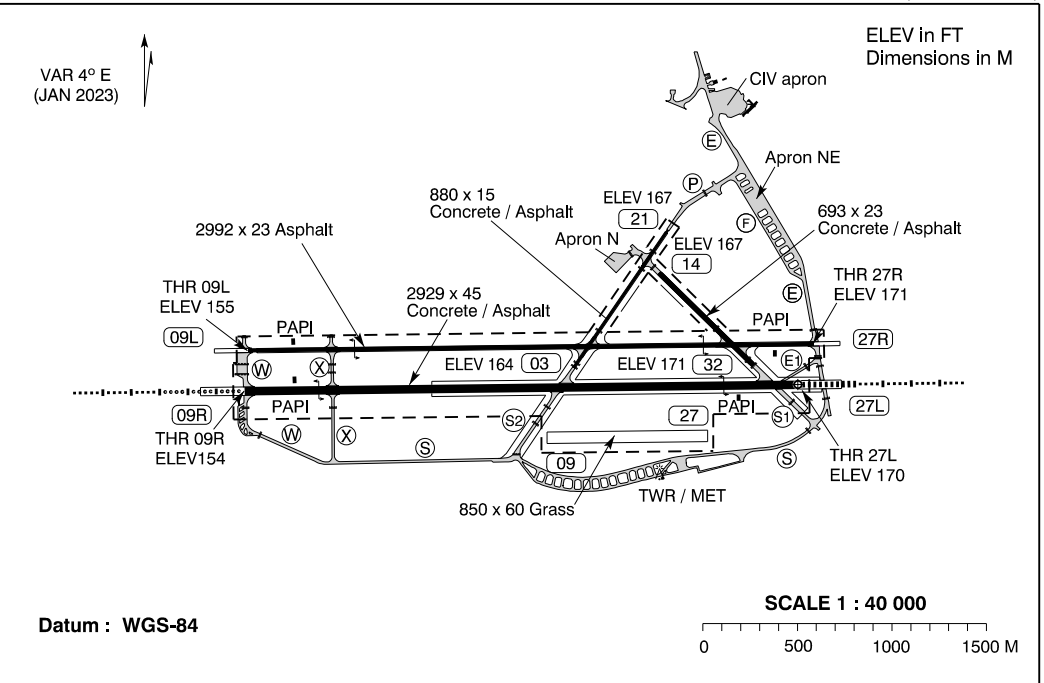 ELEV in FT
Dimensions in M
VAR 4° E
(JAN 2023)
CIV apron
E
Apron NE
P
880 x 15
Concrete / Asphalt
ELEV 167
21
F
693 x 23
Concrete / Asphalt
2992 x 23 Asphalt
Apron N
ELEV 167
14
THR 09L
ELEV 155
2929 x 45
Concrete / Asphalt
E
THR 27R
ELEV 171
09L
PAPI
PAPI
27R
W
X
ELEV 164
03
ELEV 171
32
E1
09R
PAPI
S2
27
PAPI
S1
27L
THR 09R
ELEV154
W
X
S
09
S
THR 27L
ELEV 170
TWR / MET
850 x 60 Grass
Datum : WGS-84
SCALE 1 : 40 000
0 500 1000 1500 M